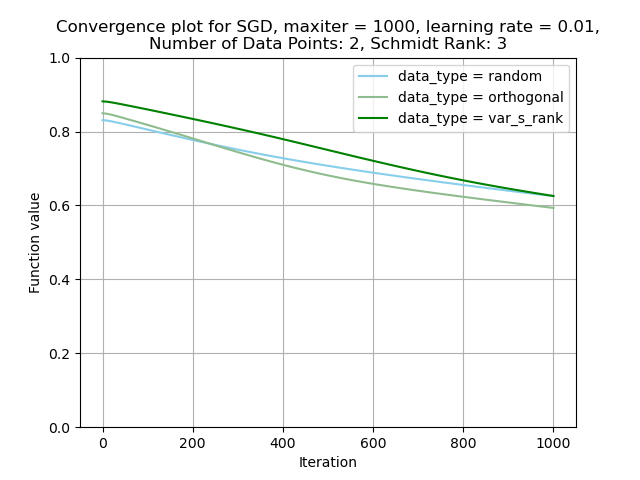 Convergence plot for SGD, maxiter = 1000, learning rate = 0.01,
Number of Data Points: 2, Schmidt Rank: 3
data_type = random
data_type = orthogonal
data_type = var_s_rank
Function value
1.0
0.8
0.6
0.4
0.2
0.0
0 200 400 600 800 1000
Iteration